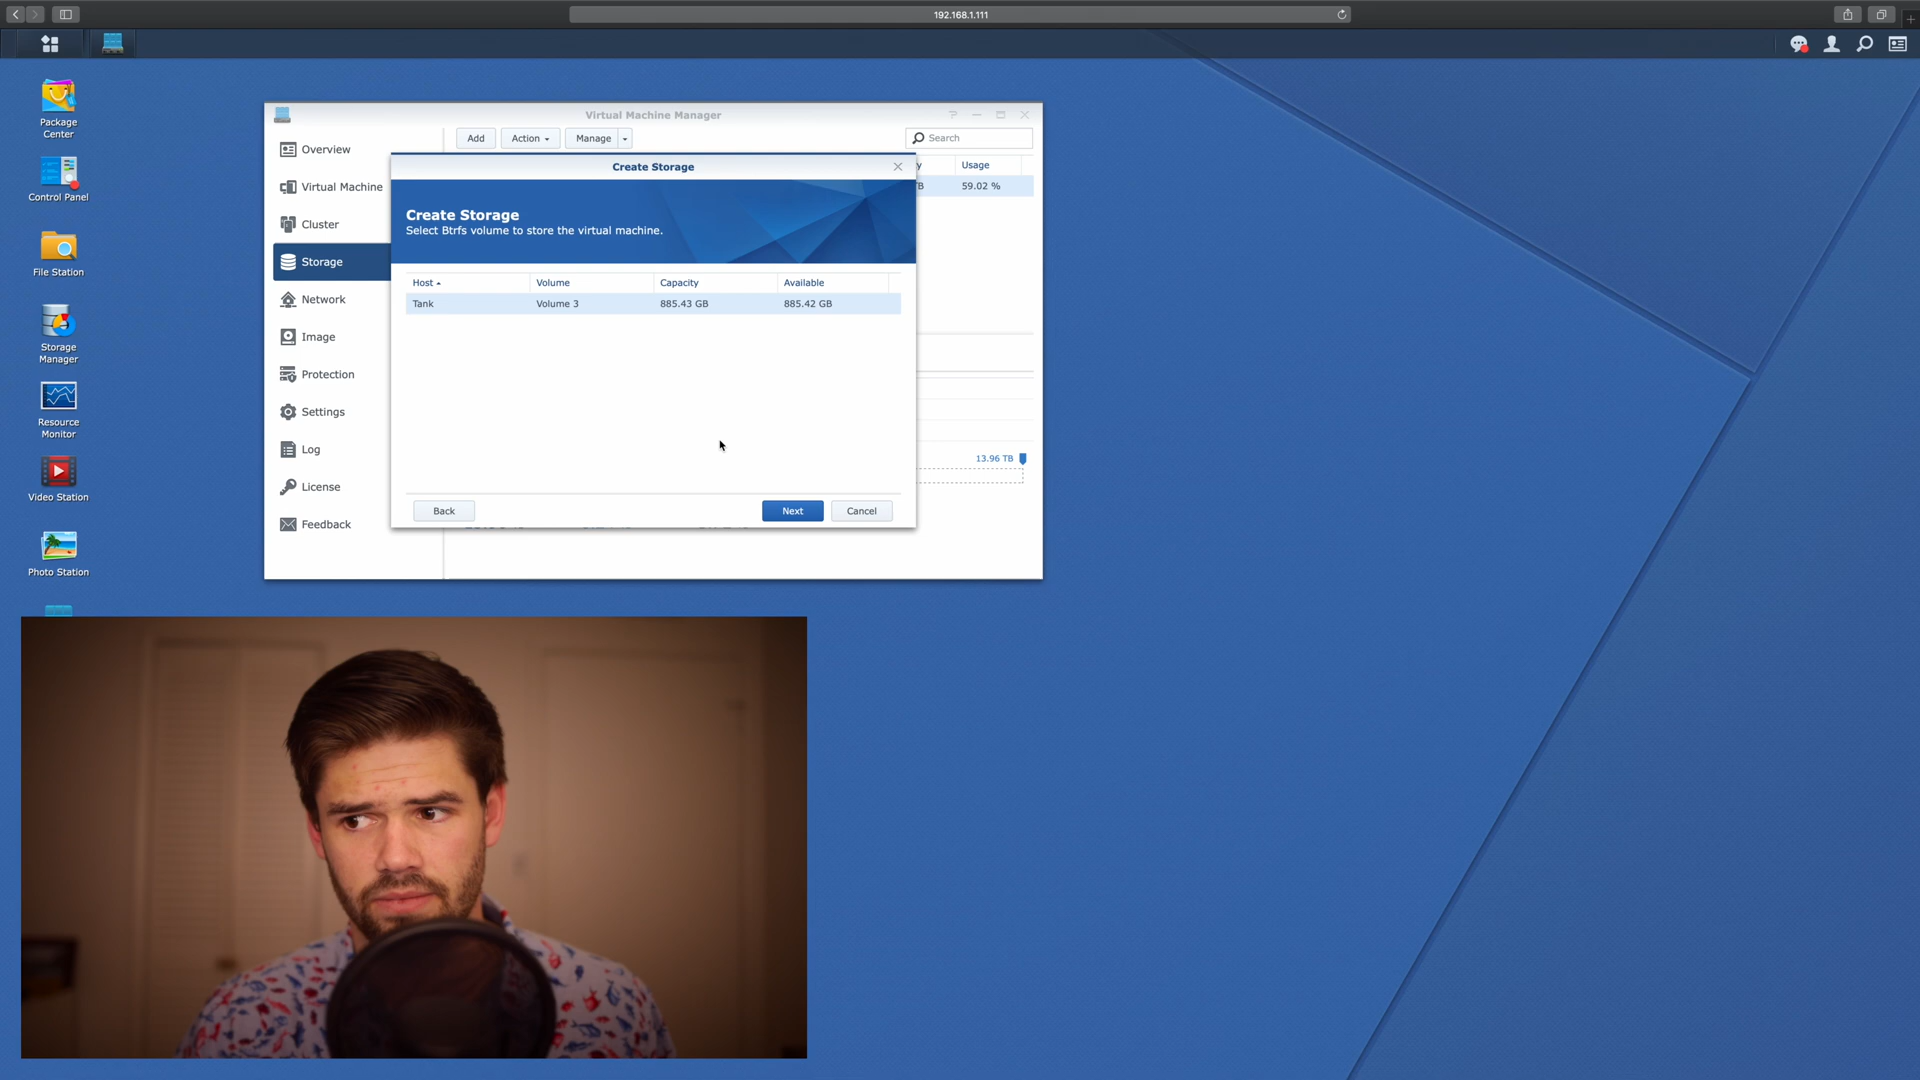 192.168.1.111
Package
Center
Control Panel
File Station
Storage
Manager
Resource
Monitor
Video Station
Photo Station
Virtual Machine Manager
Overview
Virtual Machine
Cluster
Storage
Network
Image
Protection
Settings
Log
License
Feedback
Add
Action
Manage
Search
Usage
59.02 %
13.96 TB
Create Storage
Create Storage
Select Btrfs volume to store the virtual machine.
Host Volume Capacity Available
Tank Volume 3 885.43 GB 885.42 GB
Back
Next
Cancel